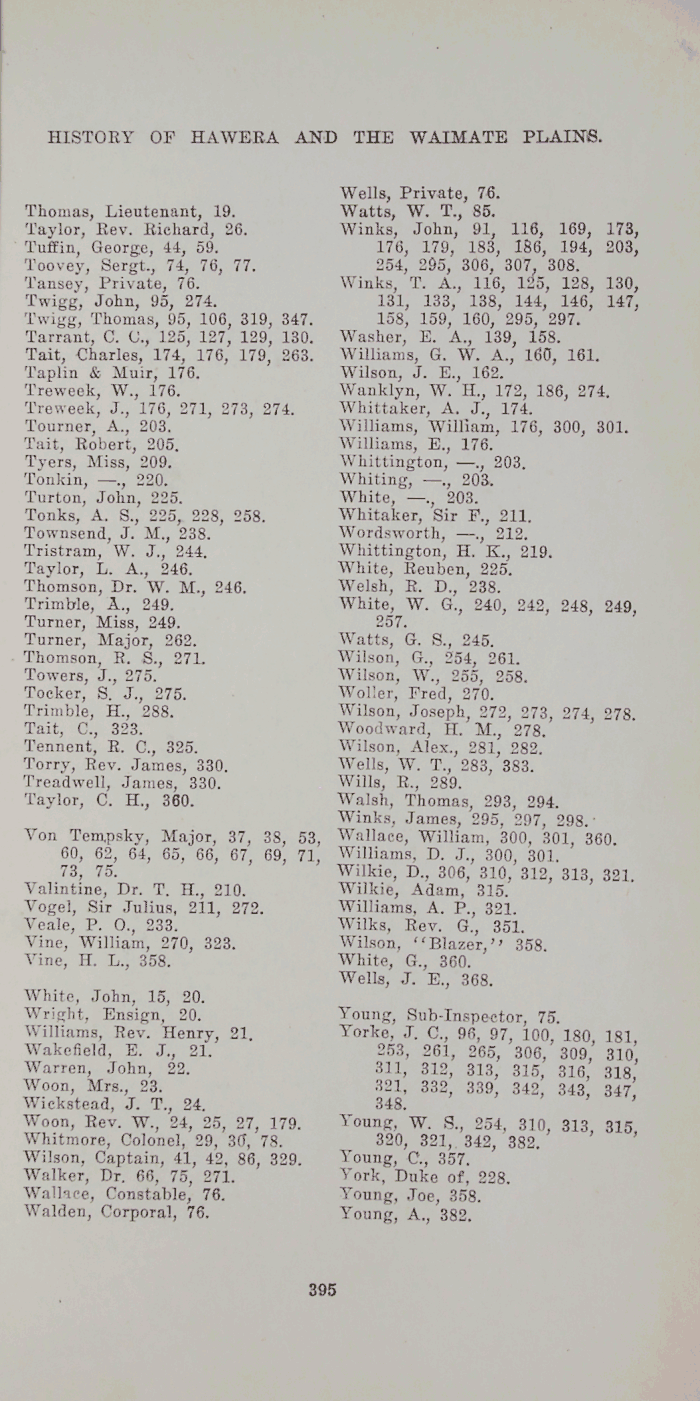 HISTORY OF HAWERA AND THE WAIMATE PLAINS.
Thomas, Lieutenant, 19.
Taylor, Rev. Richard, 26.
Tuffin, George, 44, 59.
Toovey, Sergt., 74, 76, 77.
Tansey, Private, 76.
Twigg, John, 95, 274.
Twigg, Thomas, 95, 106, 319, 347.
Tarrant, C. C., 125, 127, 129, 130.
Tait, Charles, 174, 176, 179, 263.
Taplin & Muir, 176.
Treweek, W., 176.
Treweek, J., 176, 271, 273, 274.
Tourner, A., 203.
Tait, Robert, 205.
Tyers, Miss, 209.
Tonkin, —., 220.
Turton, John, 225.
Tonks, A. S., 225, 228, 258.
Townsend, J. M., 238.
Tristram, W. J., 244.
Taylor, L. A., 246.
Thomson, Dr. W. M., 246.
Trimble, A., 249.
Turner, Miss, 249.
Turner, Major, 262.
Thomson, R. S., 271.
Towers, J., 275.
Tocker, S. J., 275.
Trimble, H., 288.
Tait, C., 323.
Tennent, R. C., 325.
Torry, Rev. James, 330.
Treadwell, James, 330.
Taylor, C. H., 360.
Von Tempsky, Major, 37, 38, 53,
60, 62, 64, 65, 66, 67, 69, 71,
73, 75.
Valintine, Dr. T. H., 210.
Vogel, Sir Julius, 211, 272.
Veale, P. O., 233.
Vine, William, 270, 323.
Vine, H. L., 358.
White, John, 15, 20.
Wright, Ensign, 20.
Williams, Rev. Henry, 21.
Wakefield, E. J., 21.
Warren, John, 22.
Woon, Mrs., 23.
Wickstead, J. T., 24.
Woon, Rev. W., 24, 25, 27, 179.
Whitmore, Colonel, 29, 30, 78.
Wilson, Captain, 41, 42, 86, 329.
Walker, Dr. 66, 75, 271.
Wallace, Constable, 76.
Walden, Corporal, 76.
Wells, Private, 76.
Watts, W. T., 85.
Winks, John, 91, 116, 169, 173,
176, 179, 183, 186, 194, 203,
254, 295, 306, 307, 308.
Winks, T. A., 116, 125, 128, 130,
131, 133, 138, 144, 146, 147,
158, 159, 160, 295, 297.
Washer, E. A., 139, 158.
Williams, G. W. A., 160, 161.
Wilson, J. E., 162.
Wanklyn, W. H., 172, 186, 274.
Whittaker, A. J., 174.
Williams, William, 176, 300, 301.
Williams, E., 176.
Whittington, —., 203.
Whiting, —., 203.
White, —., 203.
Whitaker, Sir F., 211.
Wordsworth, —., 212.
Whittington, H. K., 219.
White, Reuben, 225.
Welsh, R. D., 238.
White, W. G., 240, 242, 248, 249,
257.
Watts, G. S., 245.
Wilson, G., 254, 261.
Wilson, W., 255, 258.
Woller, Fred, 270.
Wilson, Joseph, 272, 273, 274, 278.
Woodward, H. M., 278.
Wilson, Alex., 281, 282.
Wells, W. T., 283, 383.
Wills, R., 289.
Walsh, Thomas, 293, 294.
Winks, James, 295, 297, 298.
Wallace, William, 300, 301, 360.
Williams, D. J., 300, 301.
Wilkie, D., 306, 310, 312, 313, 321.
Wilkie, Adam, 315.
Williams, A. P., 321.
Wilks, Rev. G., 351.
Wilson, ‘‘Blazer,’’ 358.
White, G., 360.
Wells, J. E., 368.
Young, Sub-Inspector, 75.
Yorke, J. C., 96, 97, 100, 180, 181,
253, 261, 265, 306, 309, 310,
311, 312, 313, 315, 316, 318,
321, 332, 339, 342, 343, 347,
348.
Young, W. S., 254, 310, 313, 315,
320, 321, 342, 382.
Young, C., 357.
York, Duke of, 228.
Young, Joe, 358.
Young, A., 382.
395